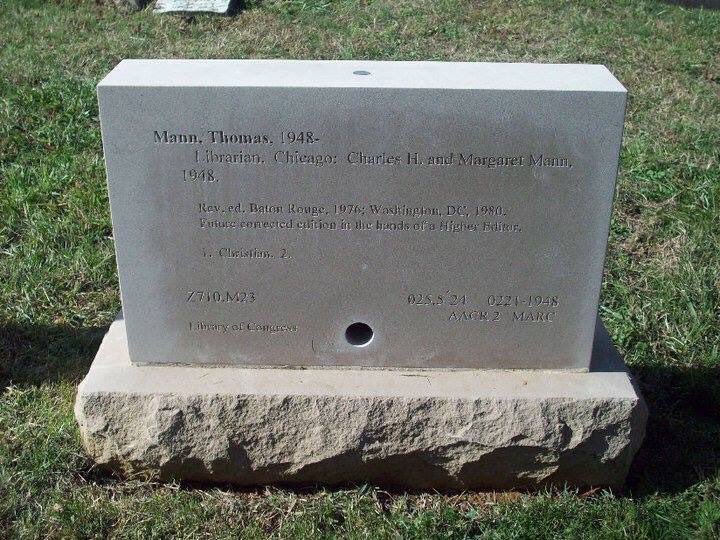 Mann, Thomas, 1948-
Librarian. Chicago: Charles H. and Margaret Mann,
1948.
Rev. ed. Baton Rouge, 1976; Washington, DC, 1980.
Future corrected edition in the hands of a Higher Editor.
1. Christian. 2.
Z710.M23 025.5'24 0221-1948
AACR 2 MARC
Library of Congress